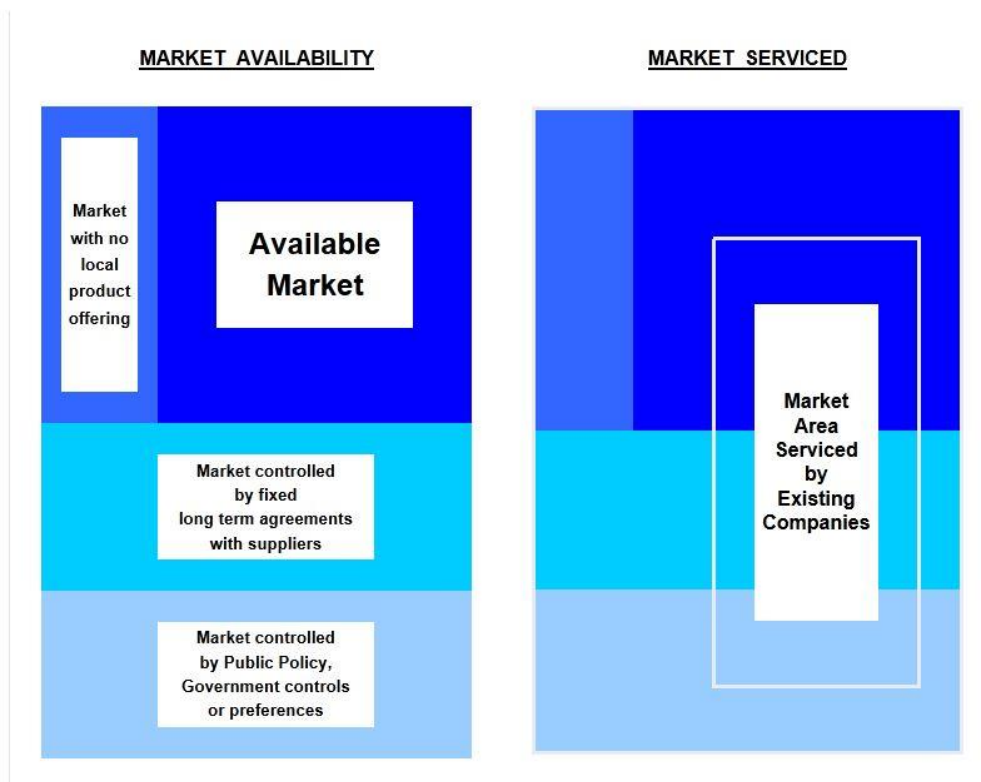 MARKET AVAILABILITY
Market
with no
local
product
offering
Available
Market
Market controlled
by fixed
long term agreements
with suppliers
Market controlled
by Public Policy,
Government controls
or preferences
MARKET SERVICED
Market
Area
Serviced
by
Existing
Companies